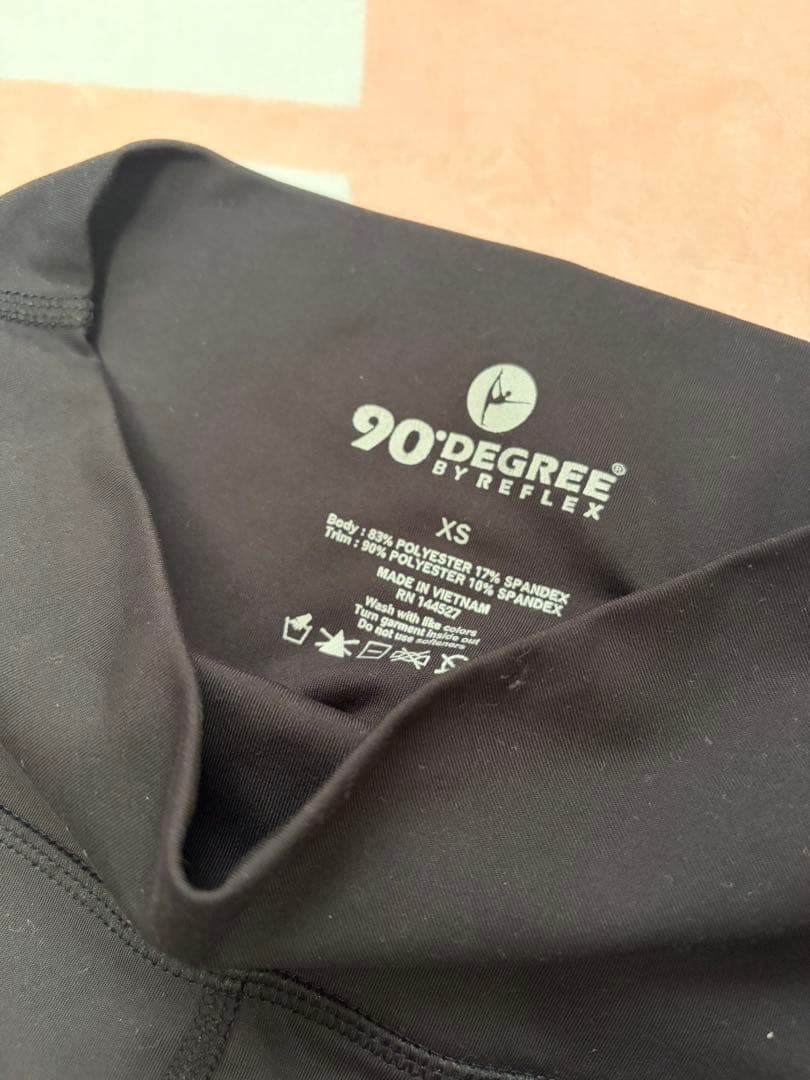 90°DEGREE®
BY REFLEX
XS
Body : 83% POLYESTER 17% SPANDEX
Trim : 90% POLYESTER 10% SPANDEX
MADE IN VIETNAM
RN 144527
Wash with like colors
Turn garment inside out
Do not use softeners